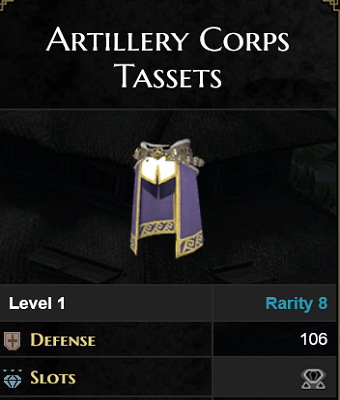 Artillery Corps
Tassets
Level 1 Rarity 8
Defense 106
Slots